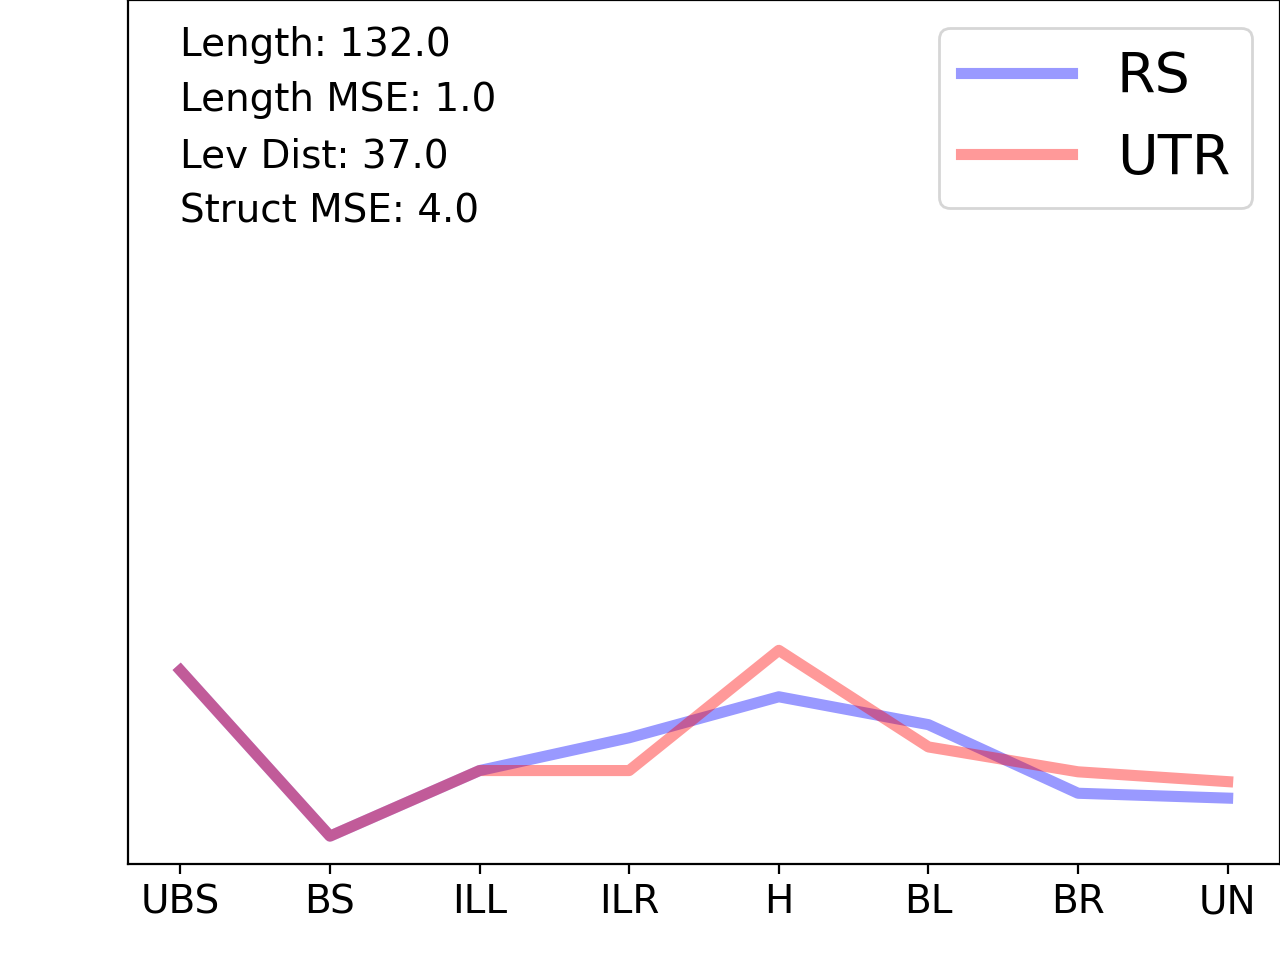 Length: 132.0
Length MSE: 1.0
Lev Dist: 37.0
Struct MSE: 4.0
RS
UTR
UBS BS ILL ILR H BL BR UN